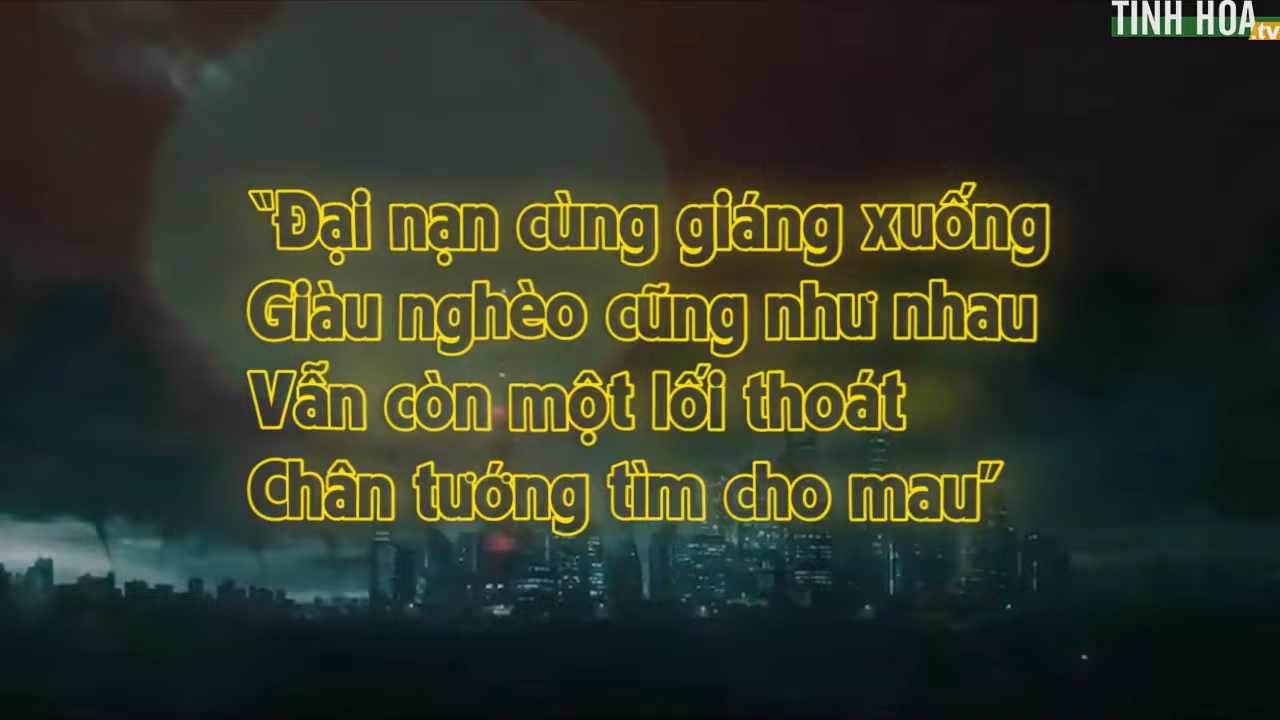 TINH HOA
.tv
“Đại nạn cùng giáng xuống
Giàu nghèo cũng như nhau
Vẫn còn một lối thoát
Chân tướng tìm cho mau”